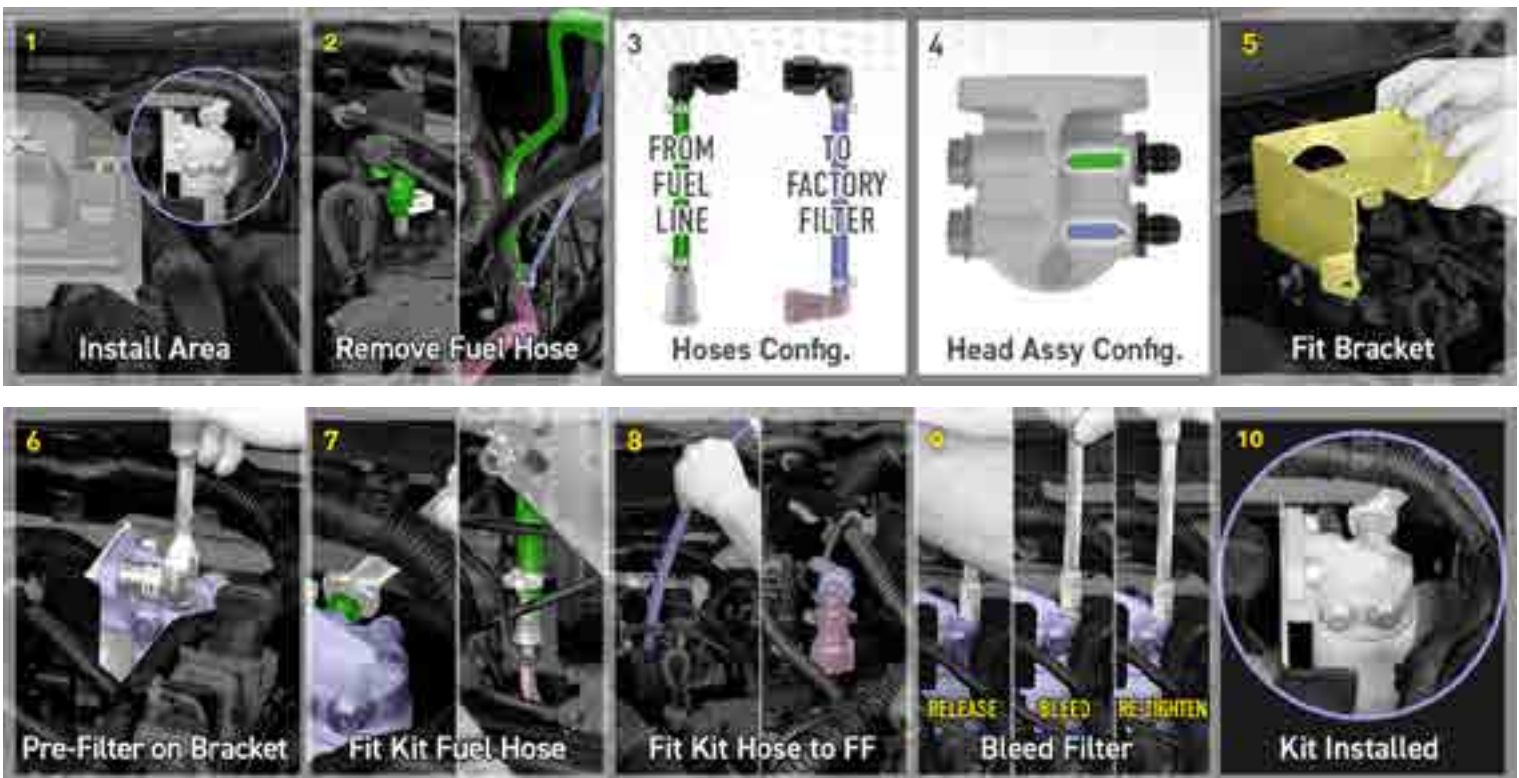 1
Install Area
2
Remove Fuel Hose
3
FROM
FUEL
LINE
TO
FACTORY
FILTER
Hoses Config.
4
Head Assy Config.
5
Fit Bracket
6
Pre-Filter on Bracket
7
Fit Kit Fuel Hose
8
Fit Kit Hose to FF
9
RELEASE
BLEED
RE-TIGHTEN
Bleed Filter
10
Kit Installed